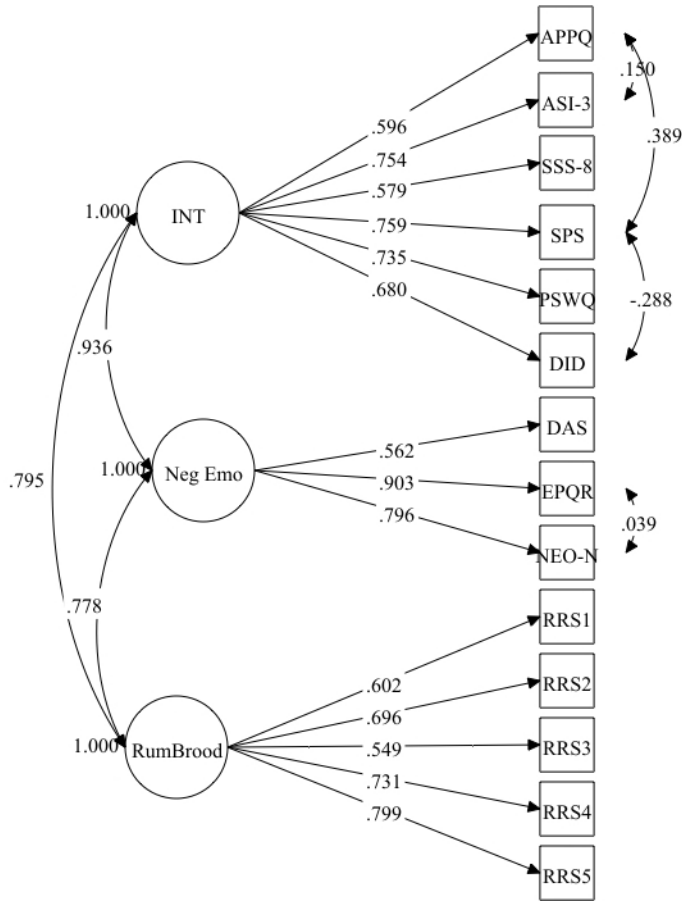 APPQ
.150
ASI-3
.389
.596
.754
SSS-8
.579
1.000
INT
.759
SPS
.735
.680
PSWQ
-.288
.936
DID
DAS
.562
1.000
Neg Emo
.903
EPQR
.795
.796
.039
NEO-N
.778
RRS1
.602
RRS2
.696
1.000
RumBrood
.549
RRS3
.731
.799
RRS4
RRS5